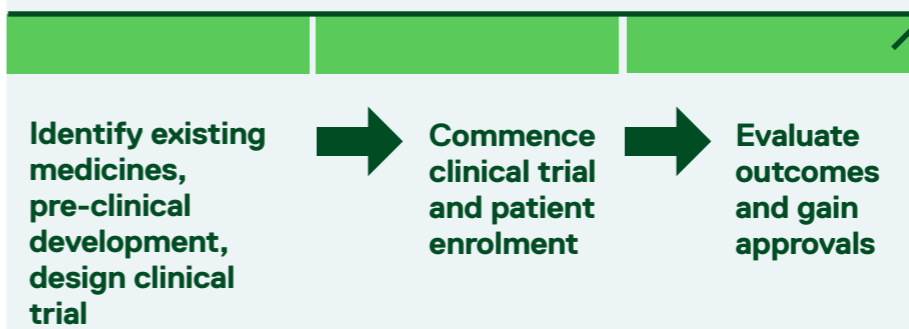 Identify existing
medicines,
pre-clinical
development,
design clinical
trial
Commence
clinical trial
and patient
enrolment
Evaluate
outcomes
and gain
approvals